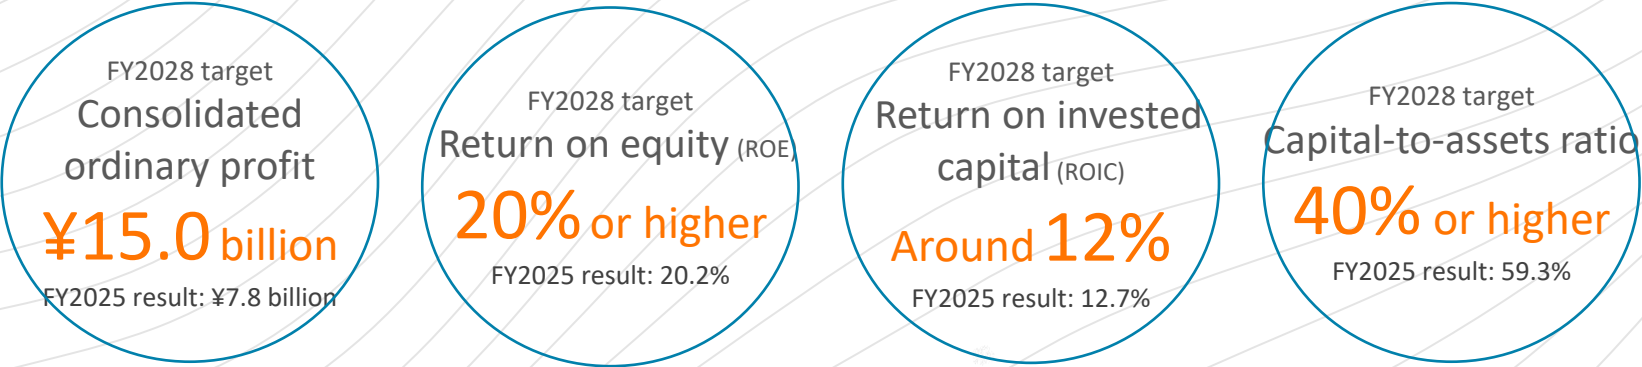 FY2028 target
Consolidated
ordinary profit
¥15.0 billion
FY2025 result: ¥7.8 billion
FY2028 target
Return on equity (ROE)
20% or higher
FY2025 result: 20.2%
FY2028 target
Return on invested
capital (ROIC)
Around 12%
FY2025 result: 12.7%
FY2028 target
Capital-to-assets ratio
40% or higher
FY2025 result: 59.3%